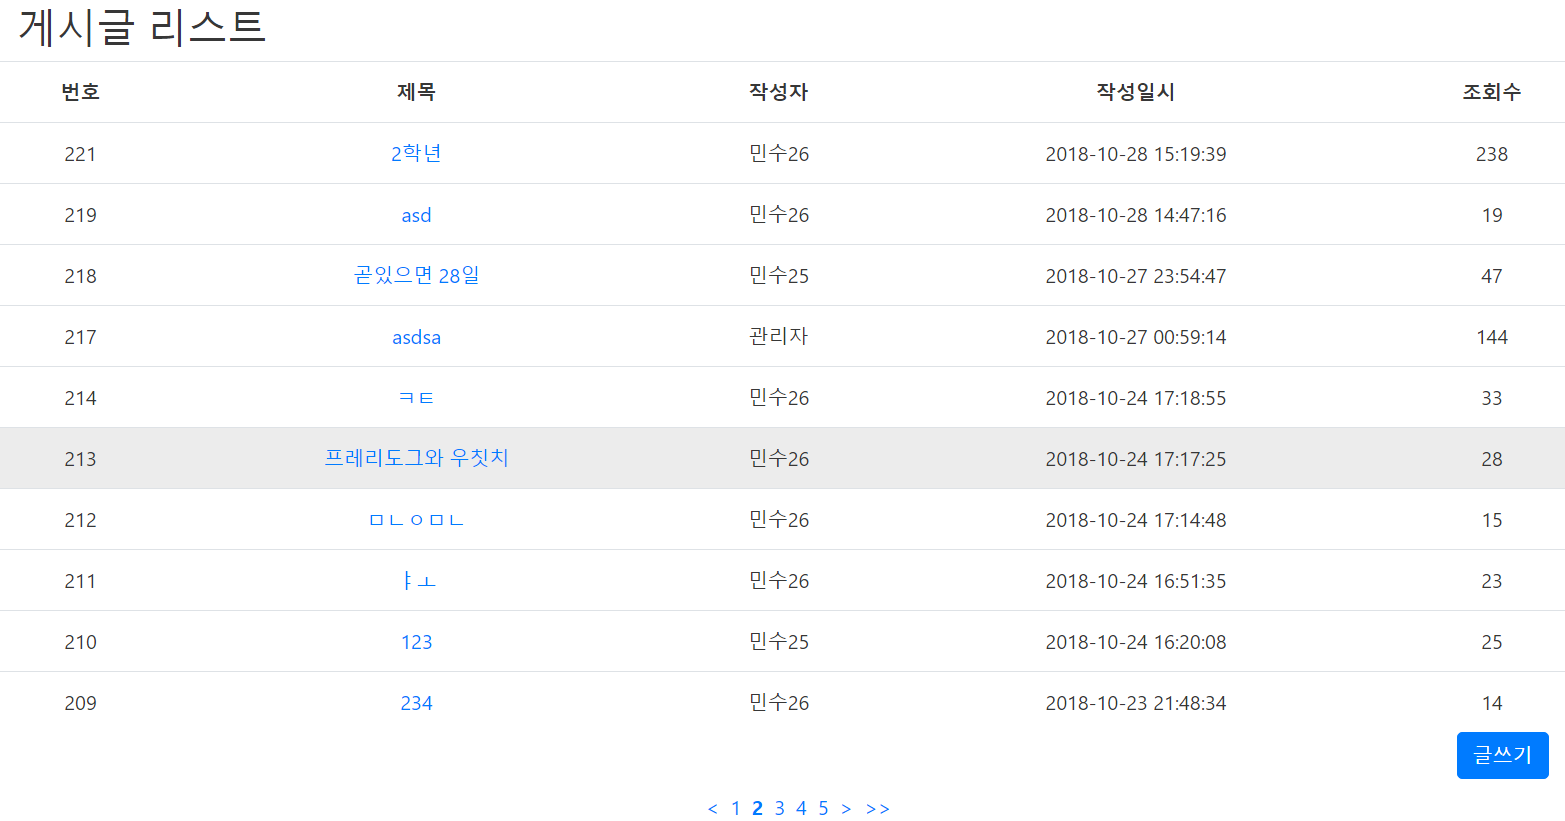 게시글 리스트
번호 제목 작성자 작성일시 조회수
221 2학년 민수26 2018-10-28 15:19:39 238
219 asd 민수26 2018-10-28 14:47:16 19
218 곧있으면 28일 민수25 2018-10-27 23:54:47 47
217 asdsa 관리자 2018-10-27 00:59:14 144
214 ㅋㅌ 민수26 2018-10-24 17:18:55 33
213 프레리도그와 우칫치 민수26 2018-10-24 17:17:25 28
212 ㅁㄴㅇㅁㄴ 민수26 2018-10-24 17:14:48 15
211 ㅑㅗ 민수26 2018-10-24 16:51:35 23
210 123 민수25 2018-10-24 16:20:08 25
209 234 민수26 2018-10-23 21:48:34 14
글쓰기
< 1 2 3 4 5 > >>